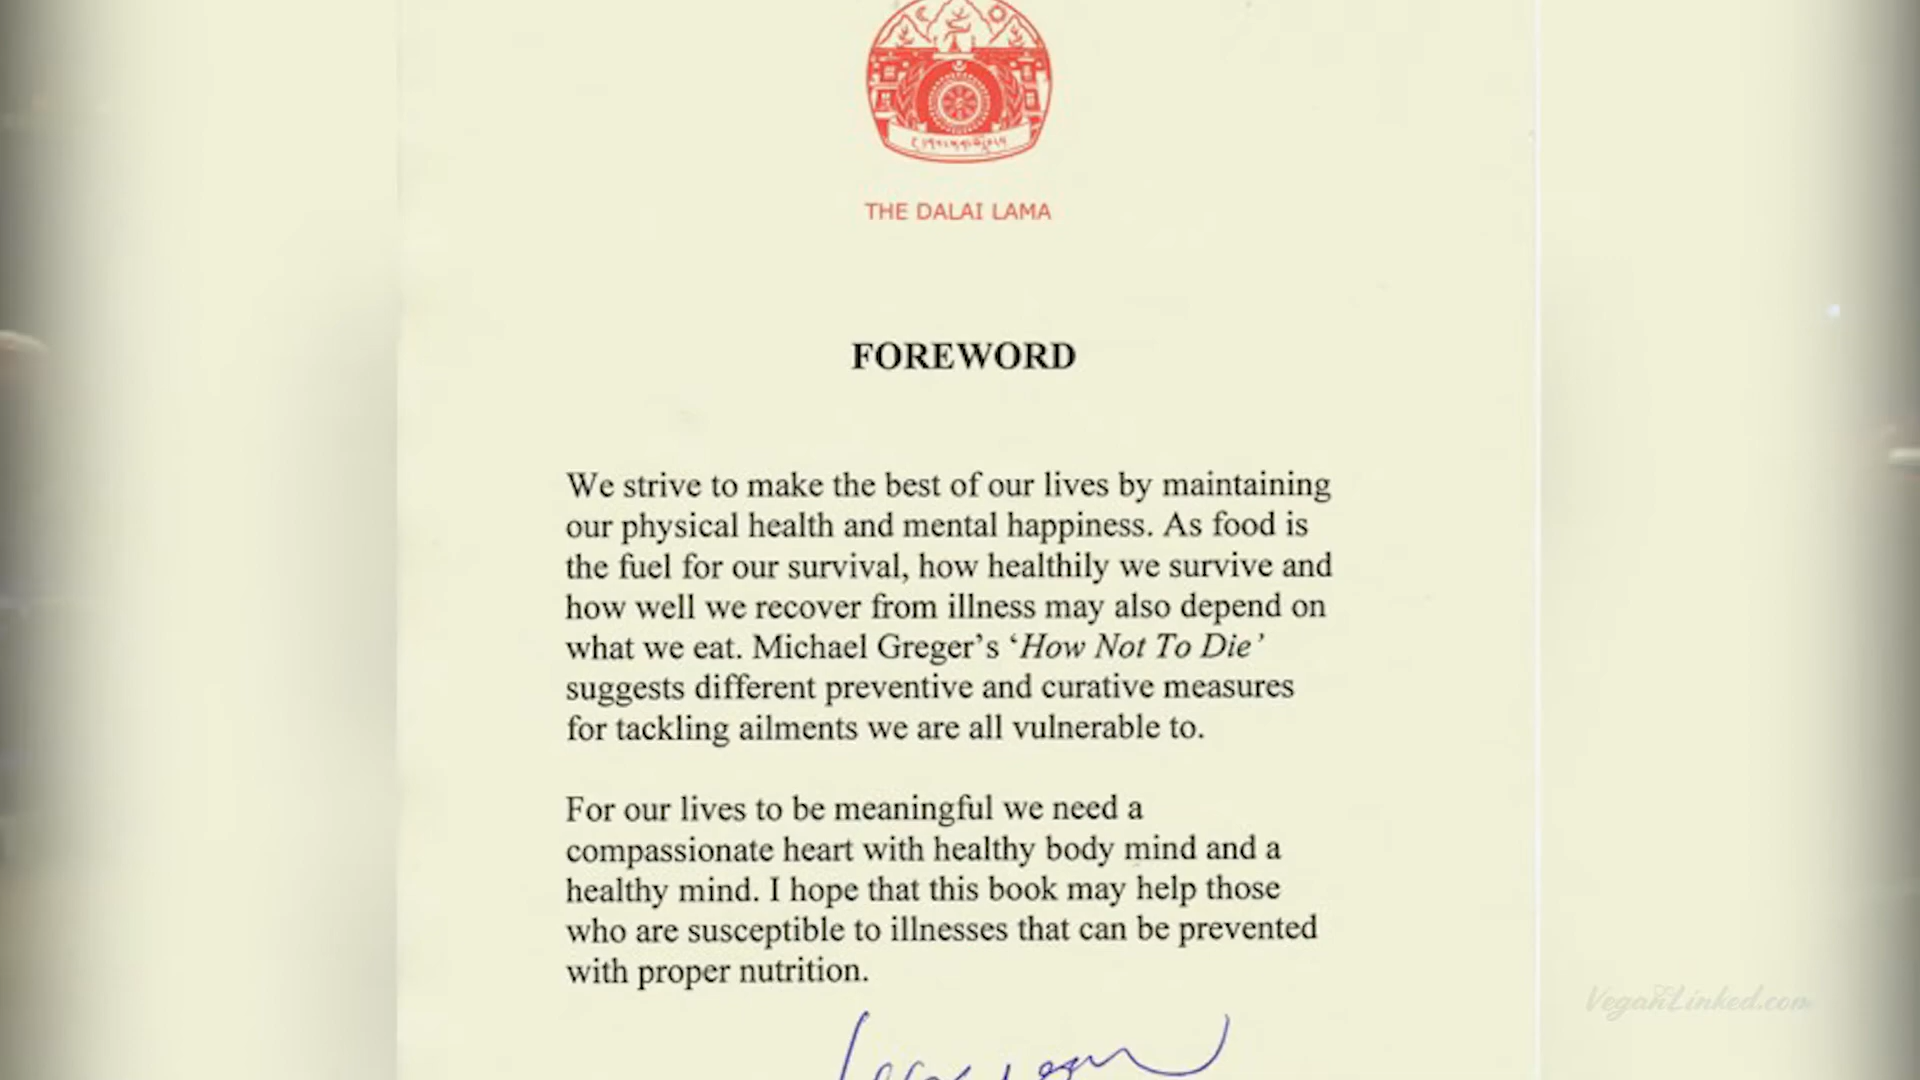 THE DALAI LAMA
FOREWORD
We strive to make the best of our lives by maintaining
our physical health and mental happiness. As food is
the fuel for our survival, how healthily we survive and
how well we recover from illness may also depend on
what we eat. Michael Greger’s ‘How Not To Die’
suggests different preventive and curative measures
for tackling ailments we are all vulnerable to.
For our lives to be meaningful we need a
compassionate heart with healthy body mind and a
healthy mind. I hope that this book may help those
who are susceptible to illnesses that can be prevented
with proper nutrition.
VeganLinked.com